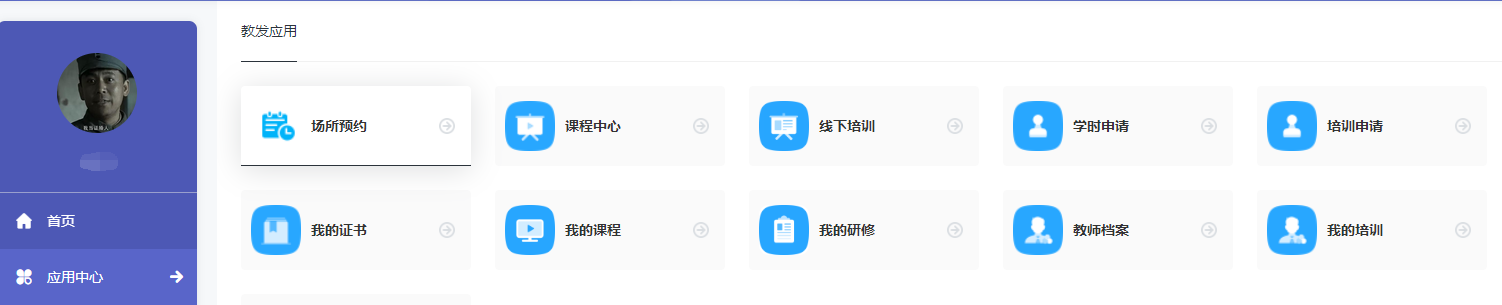 教发应用
场所预约
课程中心
线下培训
学时申请
培训申请
首页
我的证书
我的课程
我的研修
教师档案
我的培训
应用中心